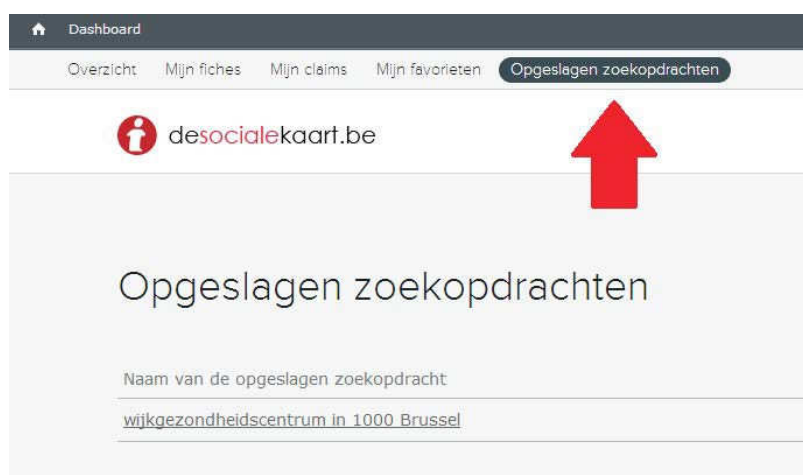 Dashboard
Overzicht Mijn fiches Mijn claims Mijn favorieten Opgeslagen zoekopdrachten
desocialekaart.be
Opgeslagen zoekopdrachten
Naam van de opgeslagen zoekopdracht
wijkgezondheidscentrum in 1000 Brussel